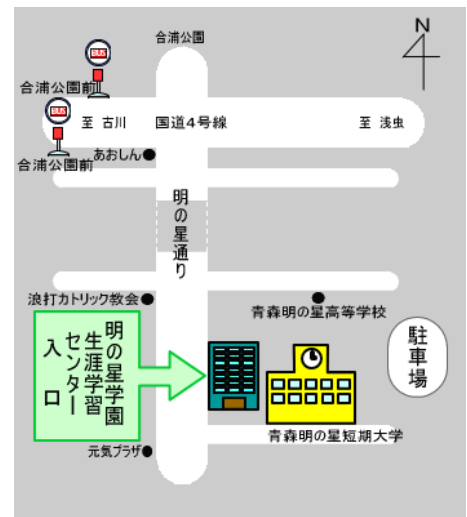 合浦公園
N
BUS
合浦公園前
BUS
至 古川
国道4号線
至 浅虫
合浦公園前
あおしん
明の星通り
浪打カトリック教会
青森明の星高等学校
明の星学園
生涯学習
センター
入口
駐車場
青森明の星短期大学
元気プラザ